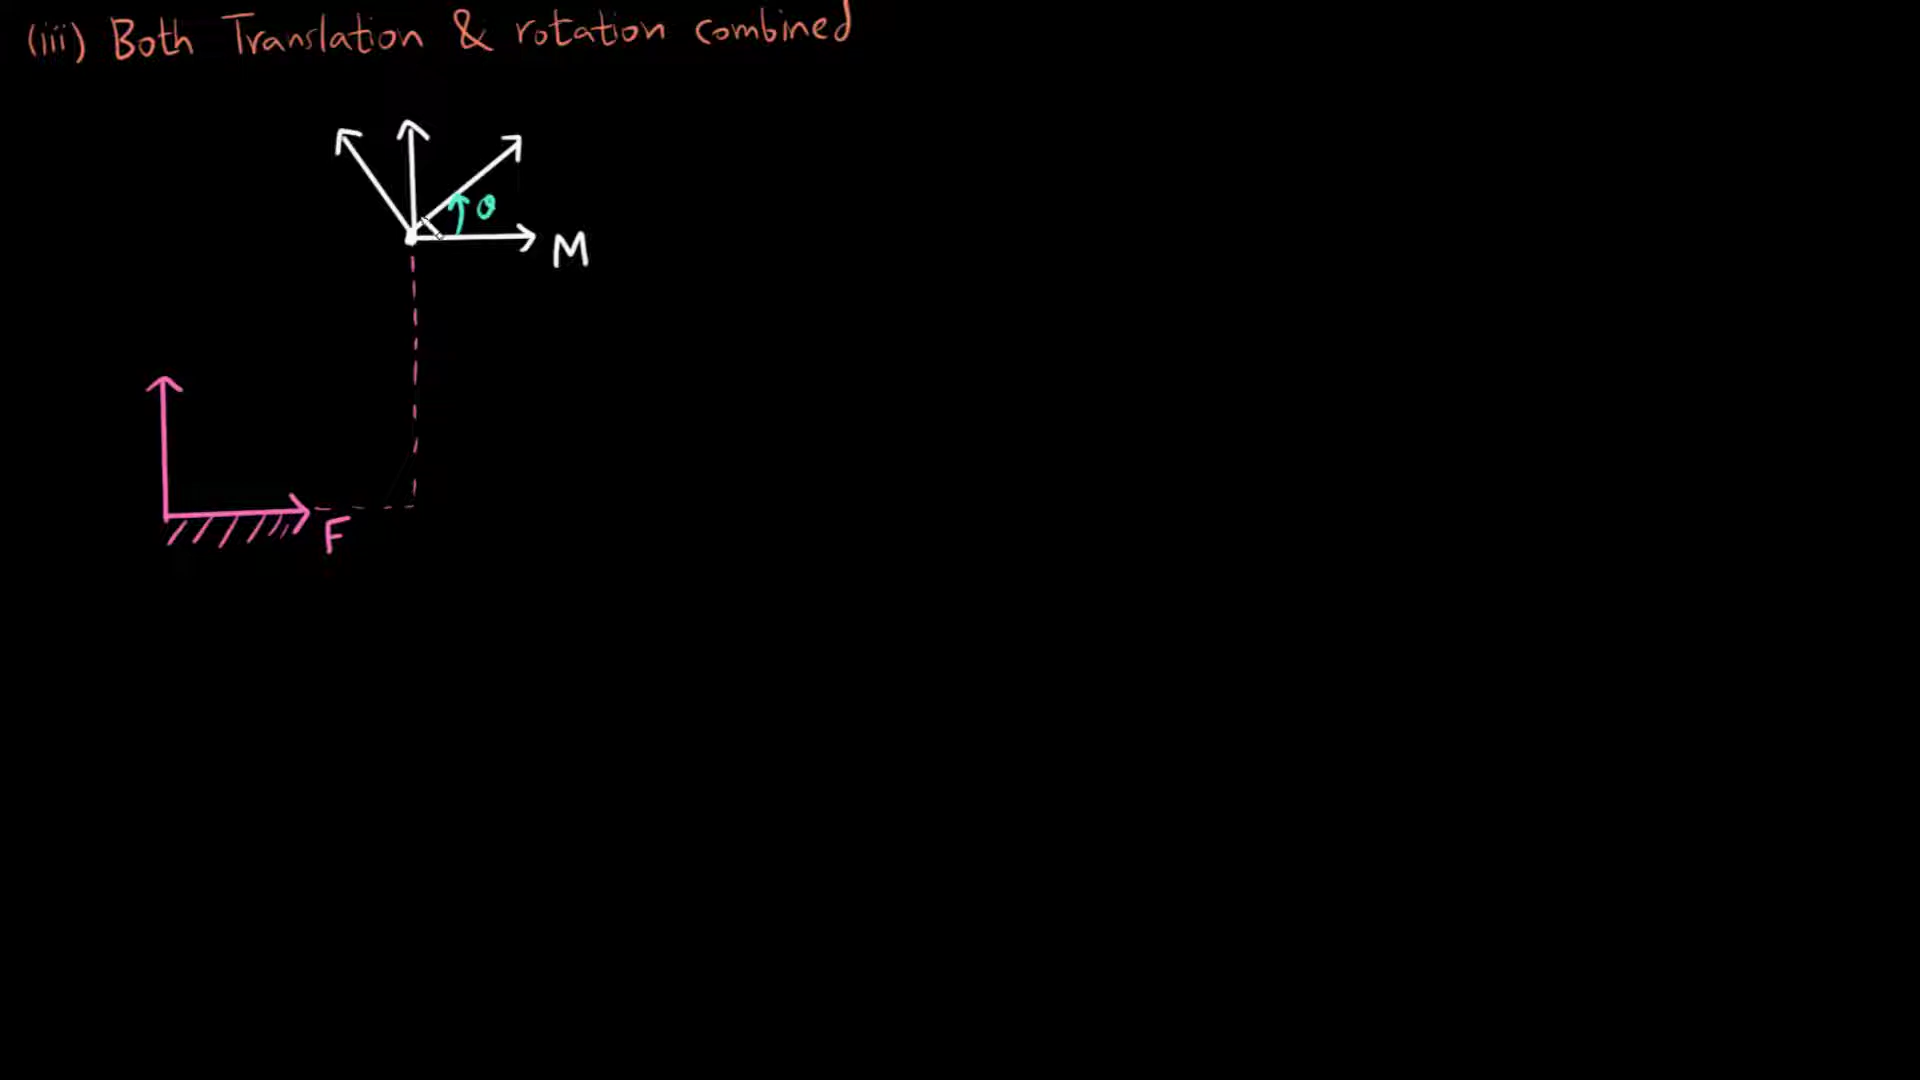 (iii) Both Translation & rotation combined
θ
M
F